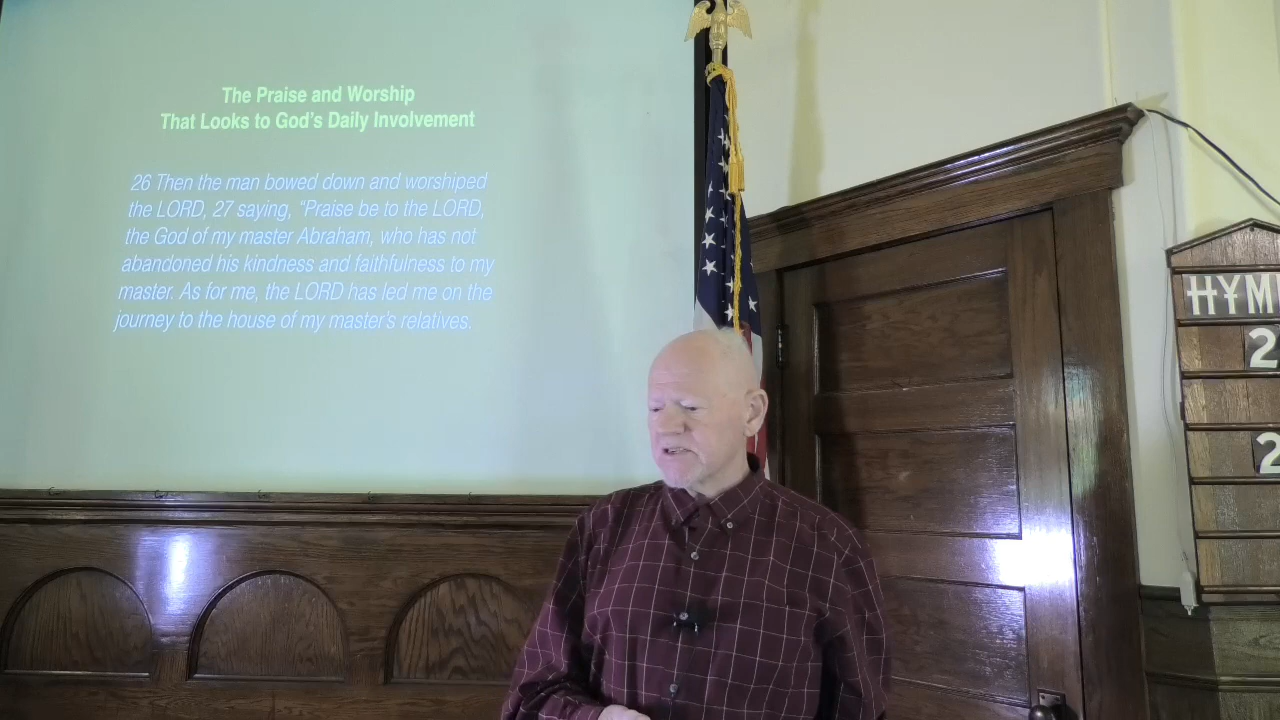 The Praise and Worship
That Looks to God's Daily Involvement
26 Then the man bowed down and worshiped
the LORD, 27 saying, “Praise be to the LORD,
the God of my master Abraham, who has not
abandoned his kindness and faithfulness to my
master. As for me, the LORD has led me on the
journey to the house of my master's relatives.
2
2